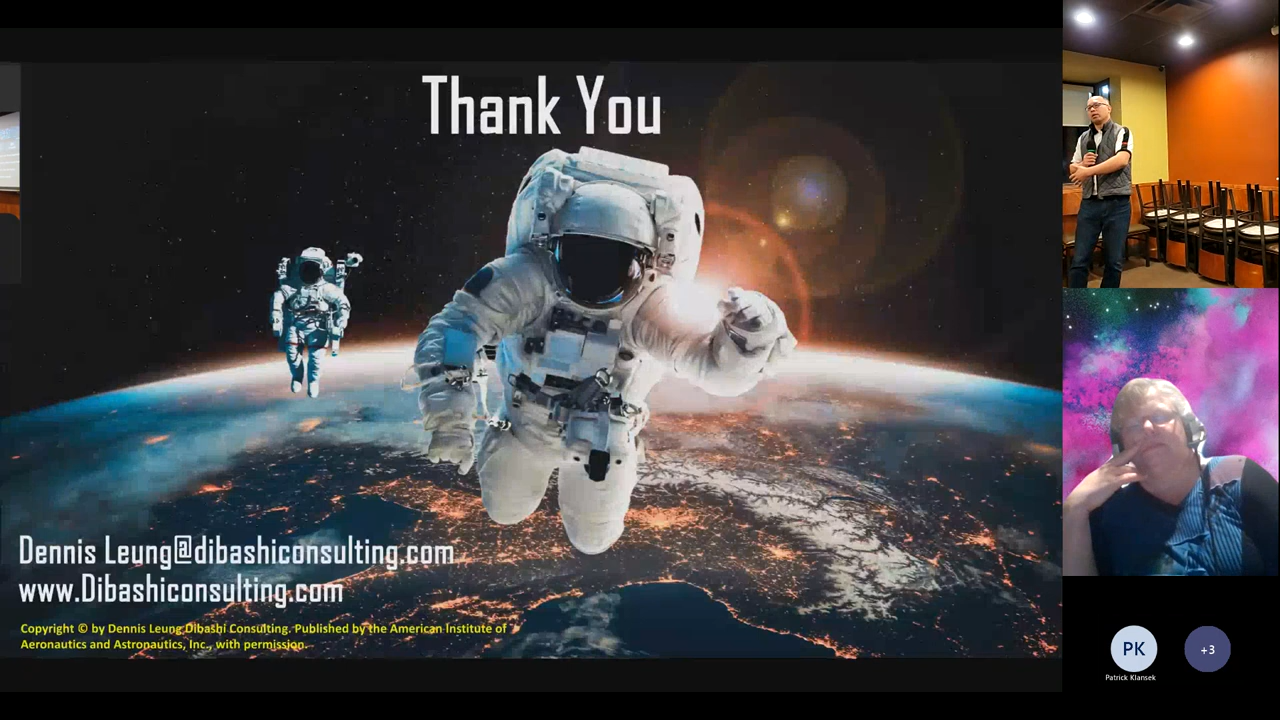 Thank You
Dennis Leung@dibashiconsulting.com
www.Dibashiconsulting.com
Copyright © by Dennis Leung,Dibashi Consulting. Published by the American Institute of
Aeronautics and Astronautics, Inc., with permission.
PK
Patrick Klansek
+3